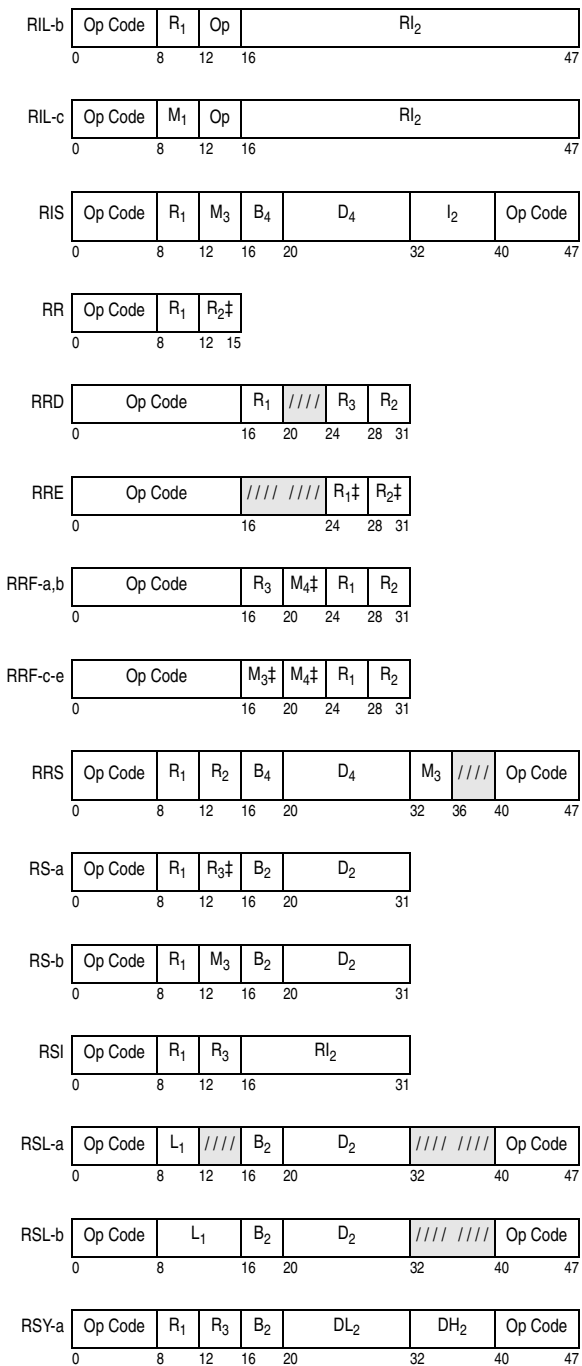 RIL-b Op Code R1 Op RI2
0 8 12 16 47
RIL-c Op Code M1 Op RI2
0 8 12 16 47
RIS Op Code R1 M3 B4 D4 I2 Op Code
0 8 12 16 20 32 40 47
RR Op Code R1 R2‡
0 8 12 15
RRD Op Code R1 //// R3 R2
0 16 20 24 28 31
RRE Op Code //// //// R1‡ R2‡
0 16 24 28 31
RRF-a,b Op Code R3 M4‡ R1 R2
0 16 20 24 28 31
RRF-c-e Op Code M3‡ M4‡ R1 R2
0 16 20 24 28 31
RRS Op Code R1 R2 B4 D4 M3 //// Op Code
0 8 12 16 20 32 36 40 47
RS-a Op Code R1 R3‡ B2 D2
0 8 12 16 20 31
RS-b Op Code R1 M3 B2 D2
0 8 12 16 20 31
RSI Op Code R1 R3 RI2
0 8 12 16 31
RSL-a Op Code L1 //// B2 D2 //// //// Op Code
0 8 12 16 20 32 40 47
RSL-b Op Code L1 B2 D2 //// //// Op Code
0 8 16 20 32 40 47
RSY-a Op Code R1 R3 B2 DL2 DH2 Op Code
0 8 12 16 20 32 40 47